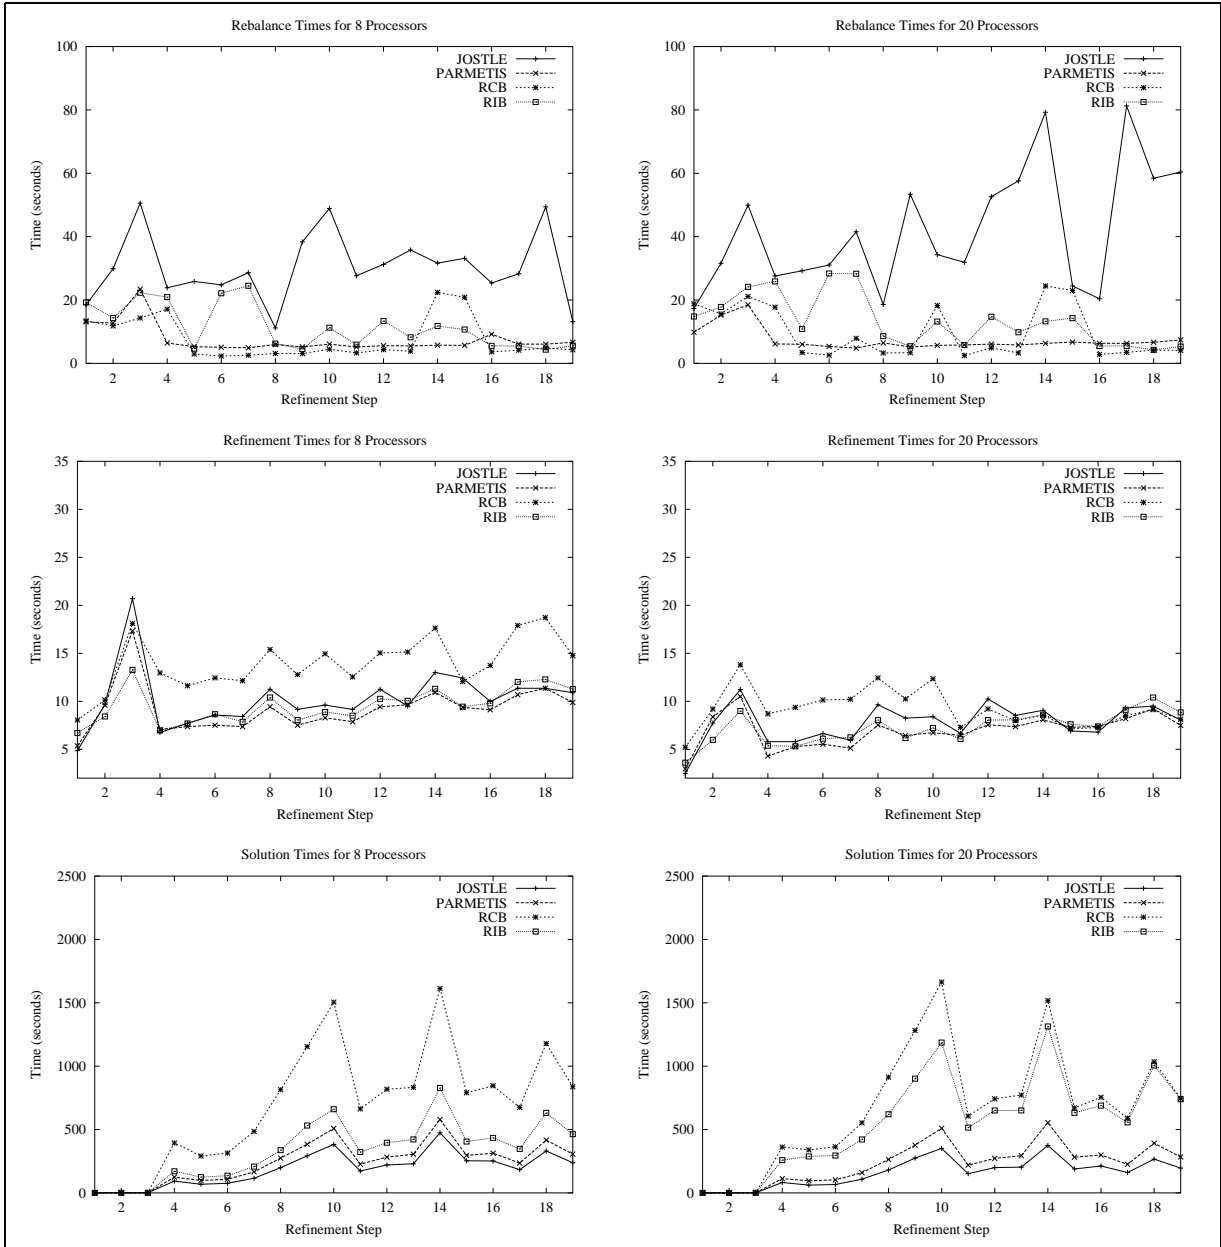 Rebalance Times for 8 Processors
100
80
60
40
20
0
Time (seconds)
JOSTLE
PARMETIS
RCB
RIB
2 4 6 8 10 12 14 16 18
Refinement Step
Rebalance Times for 20 Processors
100
80
60
40
20
0
Time (seconds)
JOSTLE
PARMETIS
RCB
RIB
2 4 6 8 10 12 14 16 18
Refinement Step
Refinement Times for 8 Processors
35
30
25
20
15
10
5
Time (seconds)
JOSTLE
PARMETIS
RCB
RIB
2 4 6 8 10 12 14 16 18
Refinement Step
Refinement Times for 20 Processors
35
30
25
20
15
10
5
Time (seconds)
JOSTLE
PARMETIS
RCB
RIB
2 4 6 8 10 12 14 16 18
Refinement Step
Solution Times for 8 Processors
2500
2000
1500
1000
500
0
Time (seconds)
JOSTLE
PARMETIS
RCB
RIB
2 4 6 8 10 12 14 16 18
Refinement Step
Solution Times for 20 Processors
2500
2000
1500
1000
500
0
Time (seconds)
JOSTLE
PARMETIS
RCB
RIB
2 4 6 8 10 12 14 16 18
Refinement Step